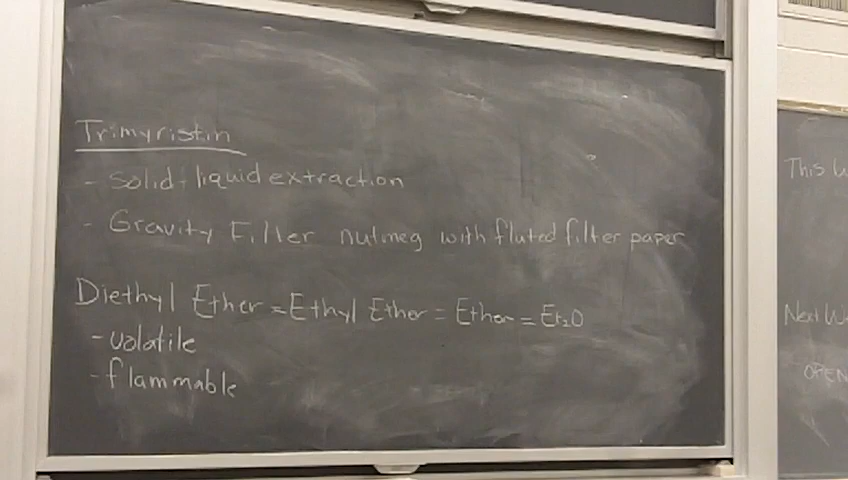 Trimyristin
- Solid-liquid extraction
- Gravity Filter nutmeg with fluted filter paper
Diethyl Ether = Ethyl Ether = Ether = Et₂O
- volatile
- flammable
This
Next
OPEN